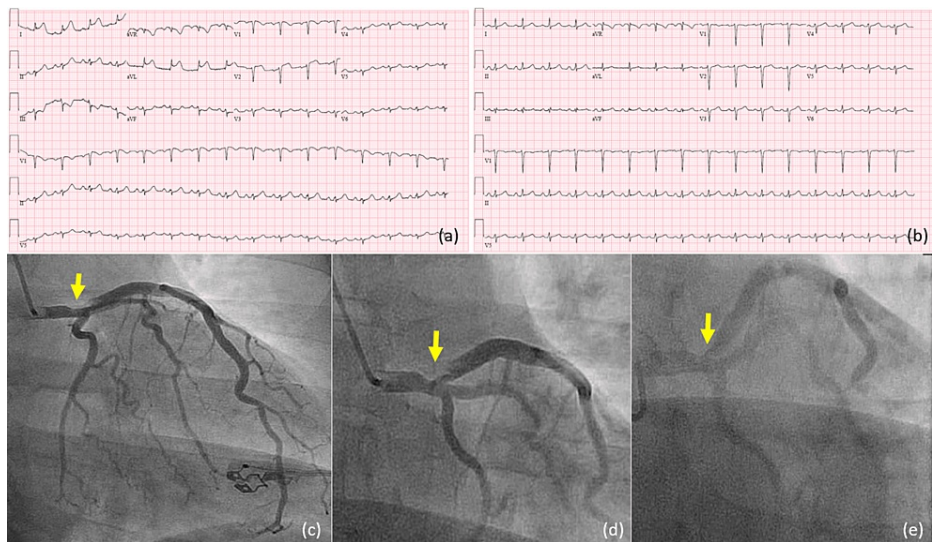 I aVR V1 V4
II aVL V2 V5
III aVF V3 V6
V1
II
V5
(a)
I aVR V1 V4
II aVL V2 V5
III aVF V3 V6
V1
II
V5
(b)
(c)
(d)
(e)